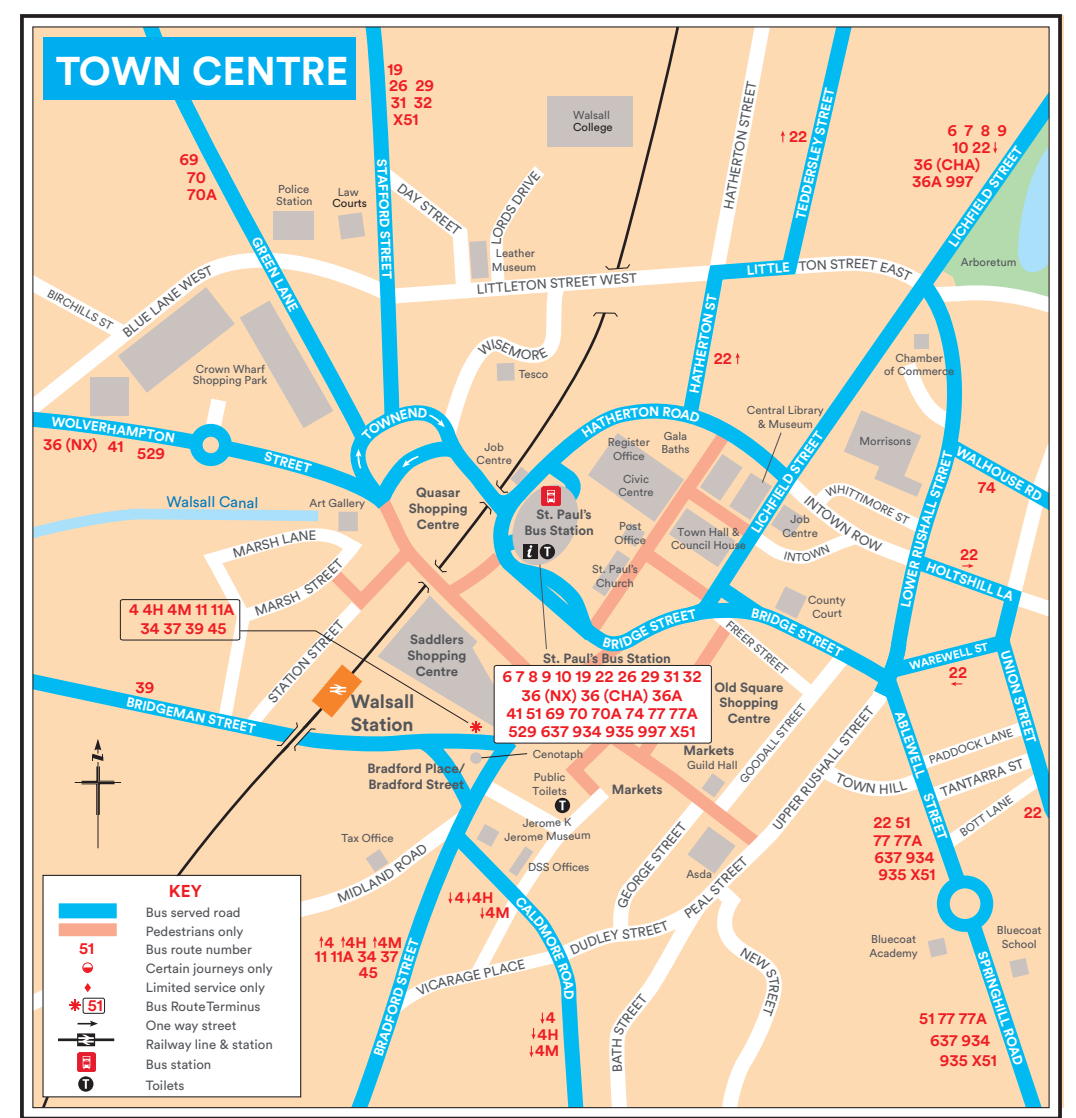 TOWN CENTRE
19
26 29
31 32
X51
Walsall
College
HATHERTON STREET
↑ 22
TEDDERSLEY STREET
6 7 8 9
10 22↓
36 (CHA)
36A 997
LICHFIELD STREET
69
70
70A
Police
Station
Law
Courts
STAFFORD STREET
DAY STREET
LORDS DRIVE
Leather
Museum
GREEN LANE
LITTLETON STREET WEST
LITTLE TON STREET EAST
Arboretum
BIRCHILLS ST
BLUE LANE WEST
Crown Wharf
Shopping Park
WISEMORE
Tesco
HATHERTON ST
22 ↑
Chamber
of Commerce
WOLVERHAMPTON
STREET
36 (NX) 41
529
TOWNEND
HATHERTON ROAD
Central Library
& Museum
Morrisons
Job
Centre
Register
Office
Gala
Baths
Civic
Centre
LICHFIELD STREET
LOWER RUSHALL STRRET
WALHOUSE RD
74
Walsall Canal
Art Gallery
Quasar
Shopping
Centre
St. Paul's
Bus Station
i T
Post
Office
Town Hall &
Council House
WHITTIMORE ST
Job
Centre
INTOWN ROW
INTOWN
MARSH LANE
MARSH STREET
St. Paul's
Church
22
→
HOLTSHILL LA
4 4H 4M 11 11A
34 37 39 45
Saddlers
Shopping
Centre
STATION STREET
BRIDGE STREET
BRIDGE STREET
County
Court
FREER STREET
WAREWELL ST
22
←
UNION STREET
St. Paul's Bus Station
6 7 8 9 10 19 22 26 29 31 32
36 (NX) 36 (CHA) 36A
41 51 69 70 70A 74 77 77A
529 637 934 935 997 X51
39
BRIDGEMAN STREET
Walsall
Station
Old Square
Shopping
Centre
Cenotaph
Markets
Guild Hall
GOODALL STREET
UPPER RUSHALL STREET
ABLEWELL
STREET
PADDOCK LANE
TOWN HILL
TANTARRA ST
BOTT LANE
22
N
Bradford Place/
Bradford Street
Public
Toilets
T
Markets
Jerome K
Jerome Museum
Tax Office
DSS Offices
MIDLAND ROAD
GEORGE STREET
Asda
PEAL STREET
22 51
77 77A
637 934
935 X51
↓4↓4H
↓4M
CALDMORE ROAD
DUDLEY STREET
↑4 ↑4H ↑4M
11 11A 34 37
45
VICARAGE PLACE
BRADFORD STREET
NEW STREET
BATH STREET
Bluecoat
Academy
Bluecoat
School
SPRINGHILL ROAD
↓4
↓4H
↓4M
51 77 77A
637 934
935 X51
KEY
Bus served road
Pedestrians only
51 Bus route number
Certain journeys only
Limited service only
51 Bus RouteTerminus
One way street
Railway line & station
Bus station
T Toilets